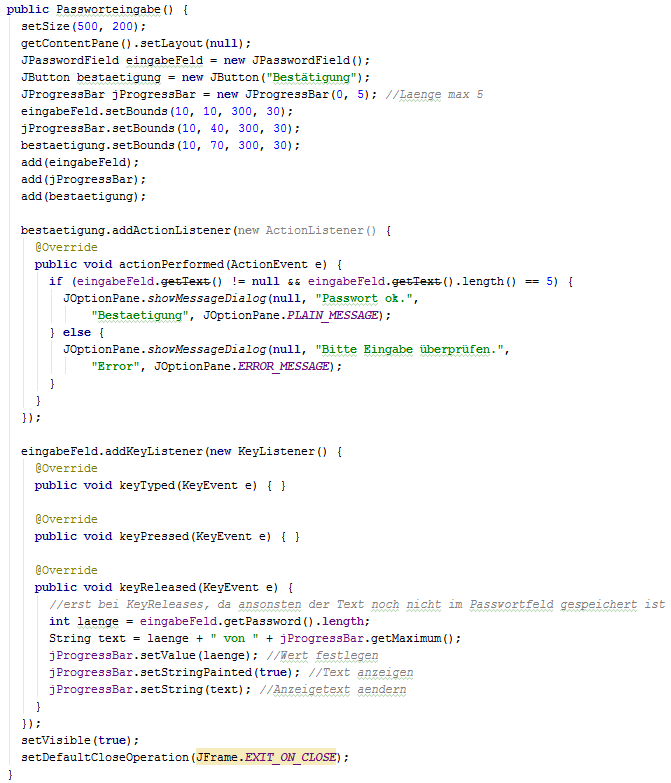 public Passworteingabe() {
  setSize(500, 200);
  getContentPane().setLayout(null);
  JPasswordField eingabeFeld = new JPasswordField();
  JButton bestaetigung = new JButton("Bestätigung");
  JProgressBar jProgressBar = new JProgressBar(0, 5); //Laenge max 5
  eingabeFeld.setBounds(10, 10, 300, 30);
  jProgressBar.setBounds(10, 40, 300, 30);
  bestaetigung.setBounds(10, 70, 300, 30);
  add(eingabeFeld);
  add(jProgressBar);
  add(bestaetigung);

  bestaetigung.addActionListener(new ActionListener() {
    @Override
    public void actionPerformed(ActionEvent e) {
      if (eingabeFeld.getText() != null && eingabeFeld.getText().length() == 5) {
        JOptionPane.showMessageDialog(null, "Passwort ok.",
            "Bestaetigung", JOptionPane.PLAIN_MESSAGE);
      } else {
        JOptionPane.showMessageDialog(null, "Bitte Eingabe überprüfen.",
            "Error", JOptionPane.ERROR_MESSAGE);
      }
    }
  });

  eingabeFeld.addKeyListener(new KeyListener() {
    @Override
    public void keyTyped(KeyEvent e) { }

    @Override
    public void keyPressed(KeyEvent e) { }

    @Override
    public void keyReleased(KeyEvent e) {
      //erst bei KeyReleases, da ansonsten der Text noch nicht im Passwortfeld gespeichert ist
      int laenge = eingabeFeld.getPassword().length;
      String text = laenge + " von " + jProgressBar.getMaximum();
      jProgressBar.setValue(laenge); //Wert festlegen
      jProgressBar.setStringPainted(true); //Text anzeigen
      jProgressBar.setString(text); //Anzeigetext aendern
    }
  });
  setVisible(true);
  setDefaultCloseOperation(JFrame.EXIT_ON_CLOSE);
}